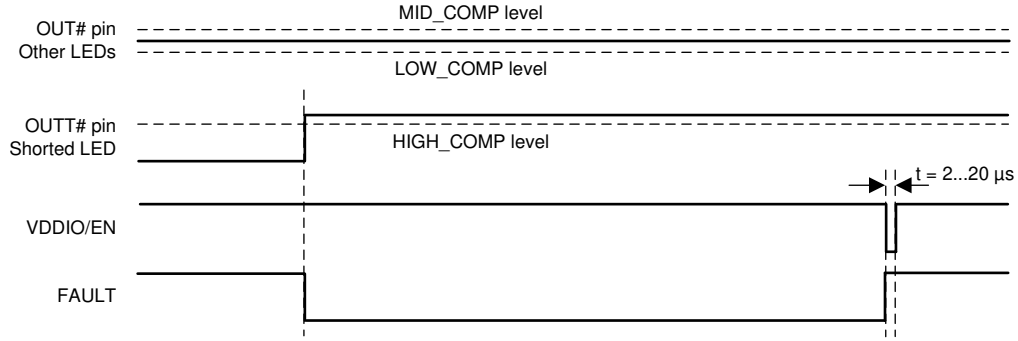 MID_COMP level
OUT# pin
Other LEDs
LOW_COMP level
OUTT# pin
Shorted LED
HIGH_COMP level
t = 2...20 µs
VDDIO/EN
FAULT